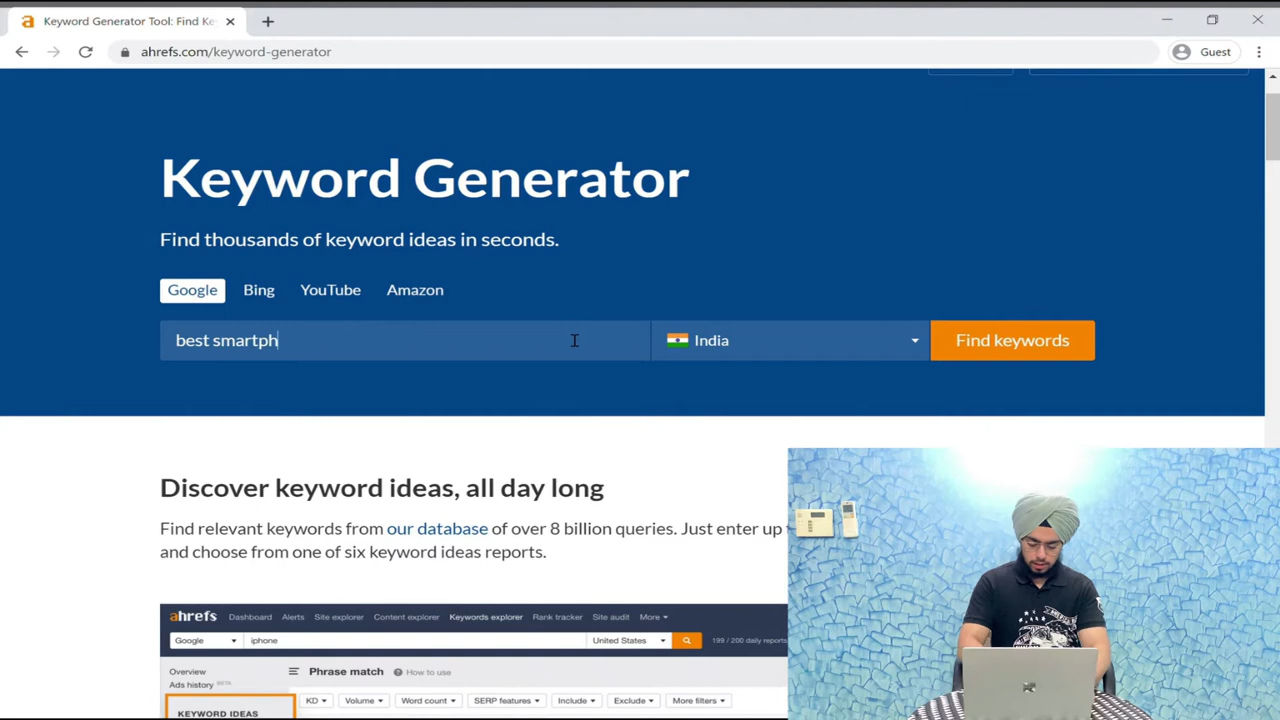 Keyword Generator Tool: Find Ke
ahrefs.com/keyword-generator
Guest
Keyword Generator
Find thousands of keyword ideas in seconds.
Google Bing YouTube Amazon
best smartph India Find keywords
Discover keyword ideas, all day long
Find relevant keywords from our database of over 8 billion queries. Just enter up
and choose from one of six keyword ideas reports.
ahrefs Dashboard Alerts Site explorer Content explorer Keywords explorer Rank tracker Site audit More
Google iphone United States 199 / 200 daily reports
Overview Phrase match How to use
Ads history BETA
KD Volume Word count SERP features Include Exclude More filters
KEYWORD IDEAS